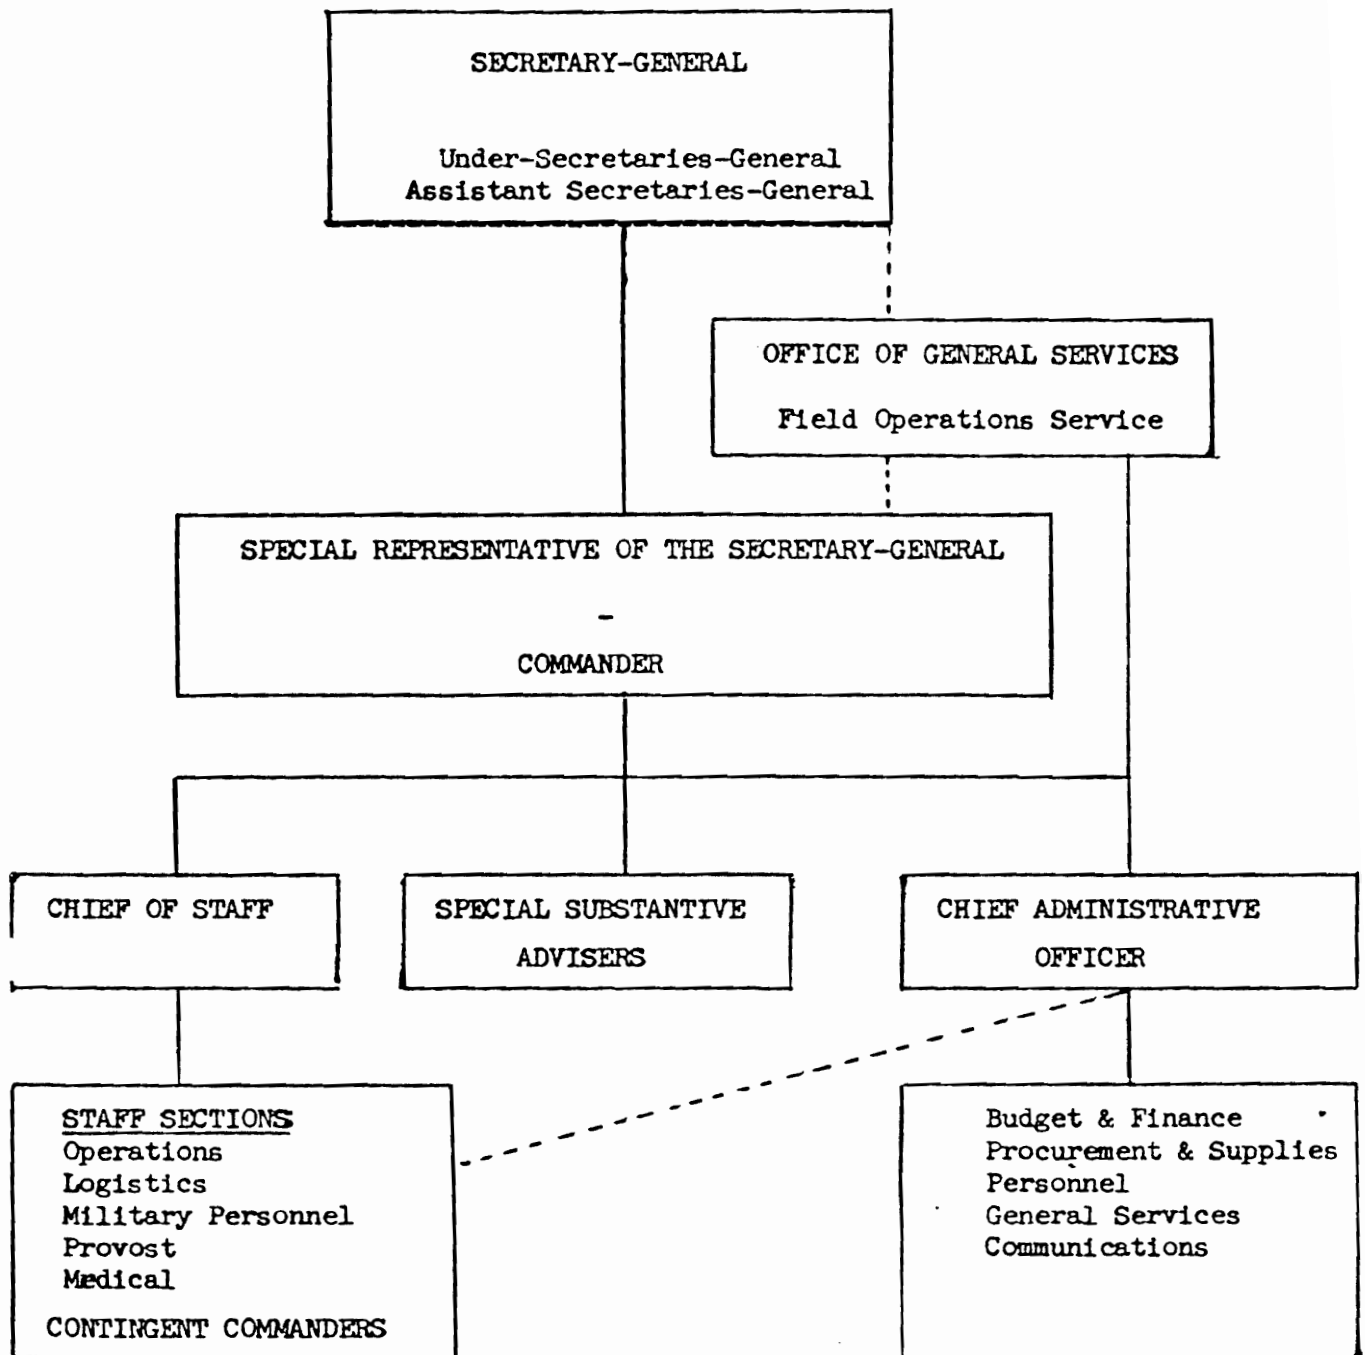 SECRETARY-GENERAL
Under-Secretaries-General
Assistant Secretaries-General
OFFICE OF GENERAL SERVICES
Field Operations Service
SPECIAL REPRESENTATIVE OF THE SECRETARY-GENERAL
-
COMMANDER
CHIEF OF STAFF
SPECIAL SUBSTANTIVE
ADVISERS
CHIEF ADMINISTRATIVE
OFFICER
STAFF SECTIONS
Operations
Logistics
Military Personnel
Provost
Medical
CONTINGENT COMMANDERS
Budget & Finance
Procurement & Supplies
Personnel
General Services
Communications